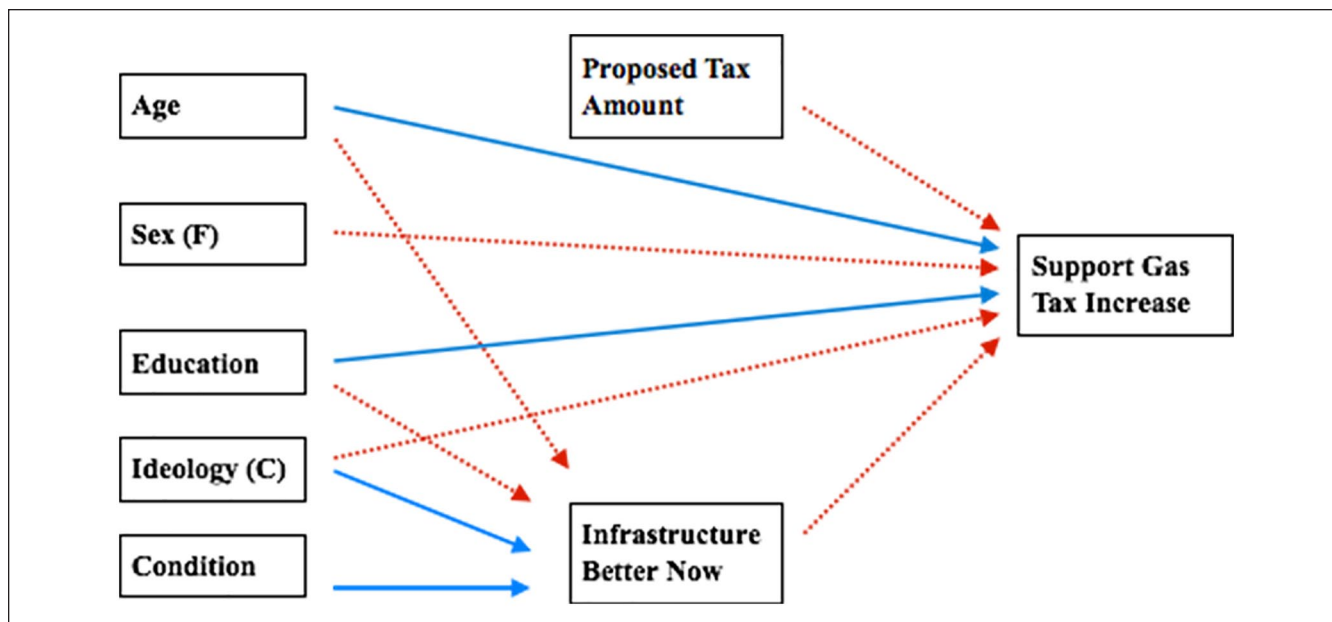 Age
Proposed Tax
Amount
Sex (F)
Support Gas
Tax Increase
Education
Ideology (C)
Infrastructure
Better Now
Condition